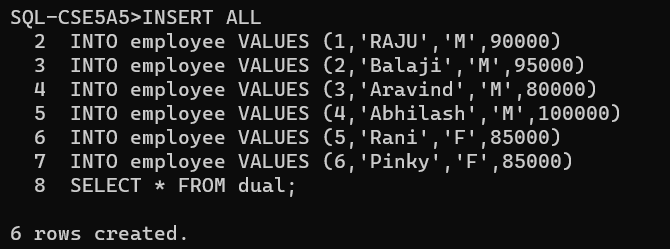 SQL-CSE5A5>INSERT ALL
  2  INTO employee VALUES (1,'RAJU','M',90000)
  3  INTO employee VALUES (2,'Balaji','M',95000)
  4  INTO employee VALUES (3,'Aravind','M',80000)
  5  INTO employee VALUES (4,'Abhilash','M',100000)
  6  INTO employee VALUES (5,'Rani','F',85000)
  7  INTO employee VALUES (6,'Pinky','F',85000)
  8  SELECT * FROM dual;

6 rows created.